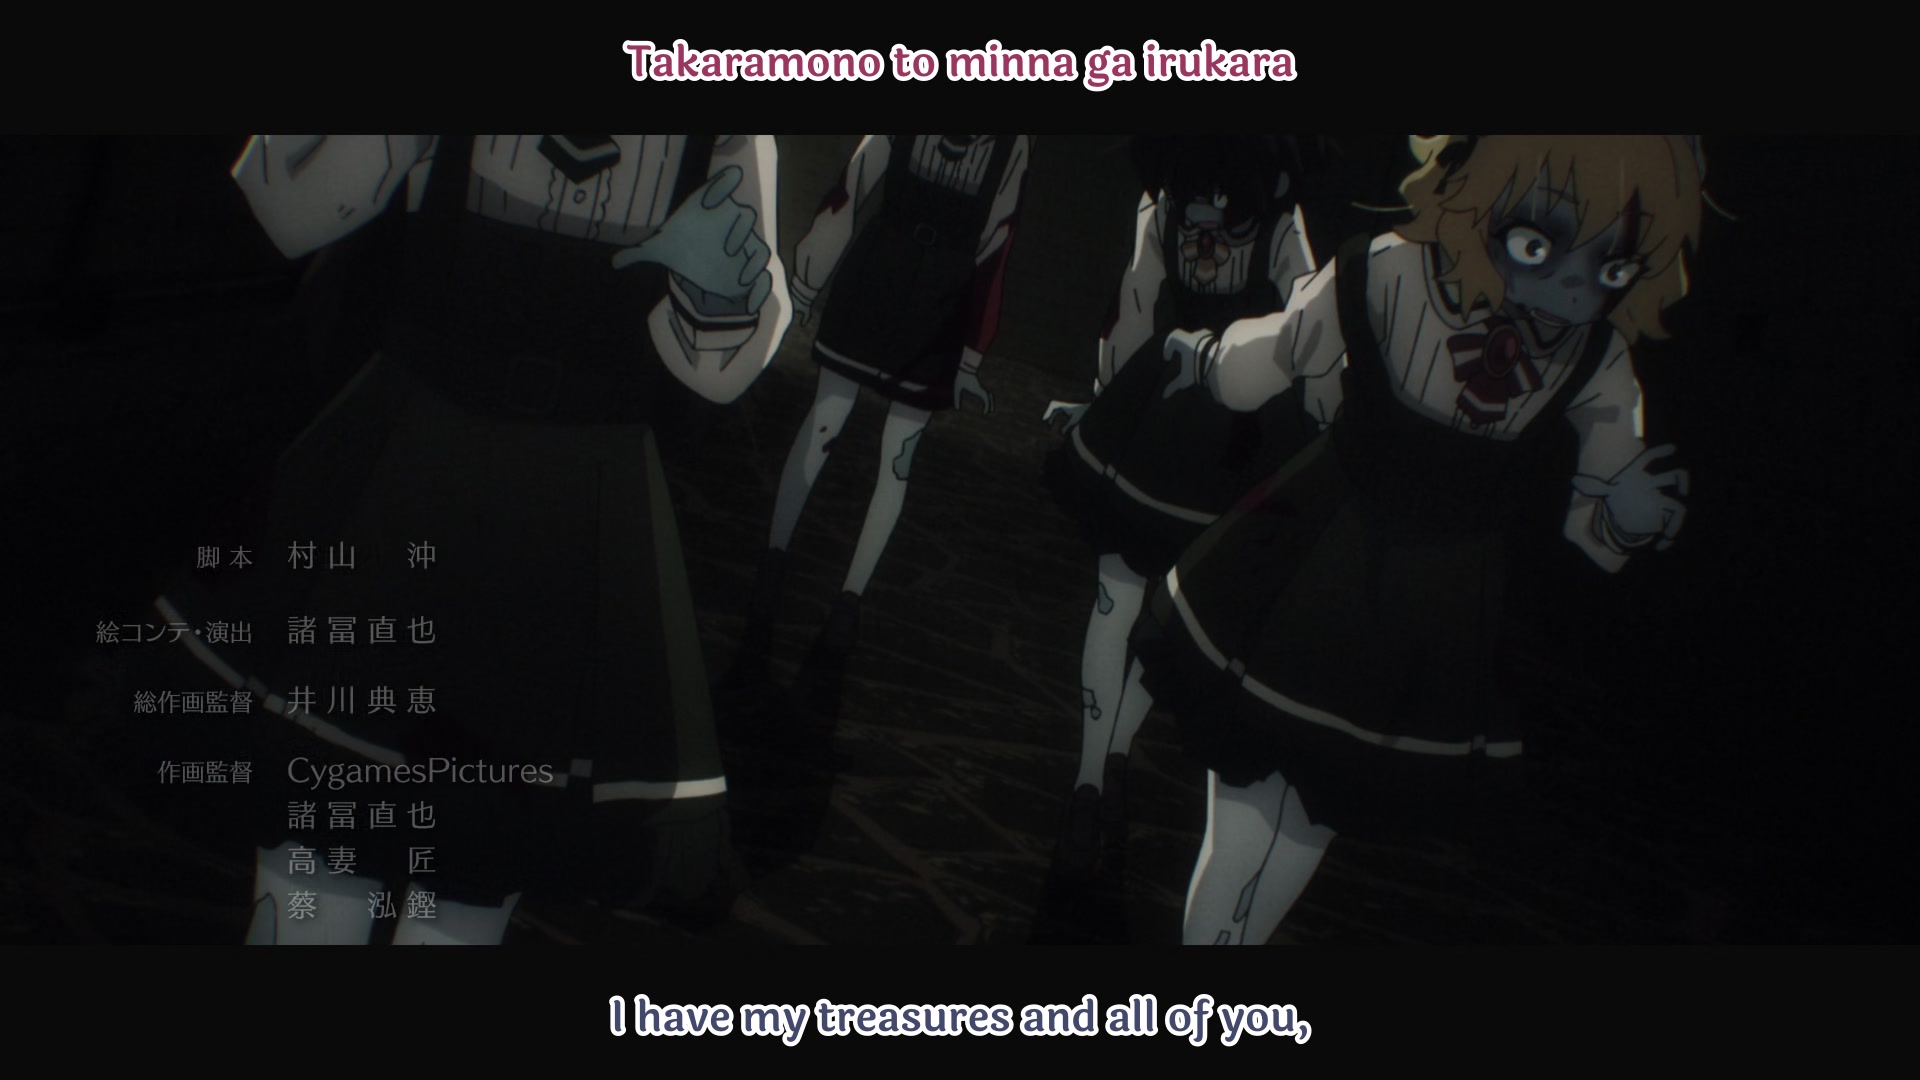 Takaramono to minna ga irukara
脚本 村山 沖
絵コンテ・演出 諸冨直也
総作画監督 井川典恵
作画監督 CygamesPictures
諸冨直也
高妻 匠
蔡 泓鏗
I have my treasures and all of you,